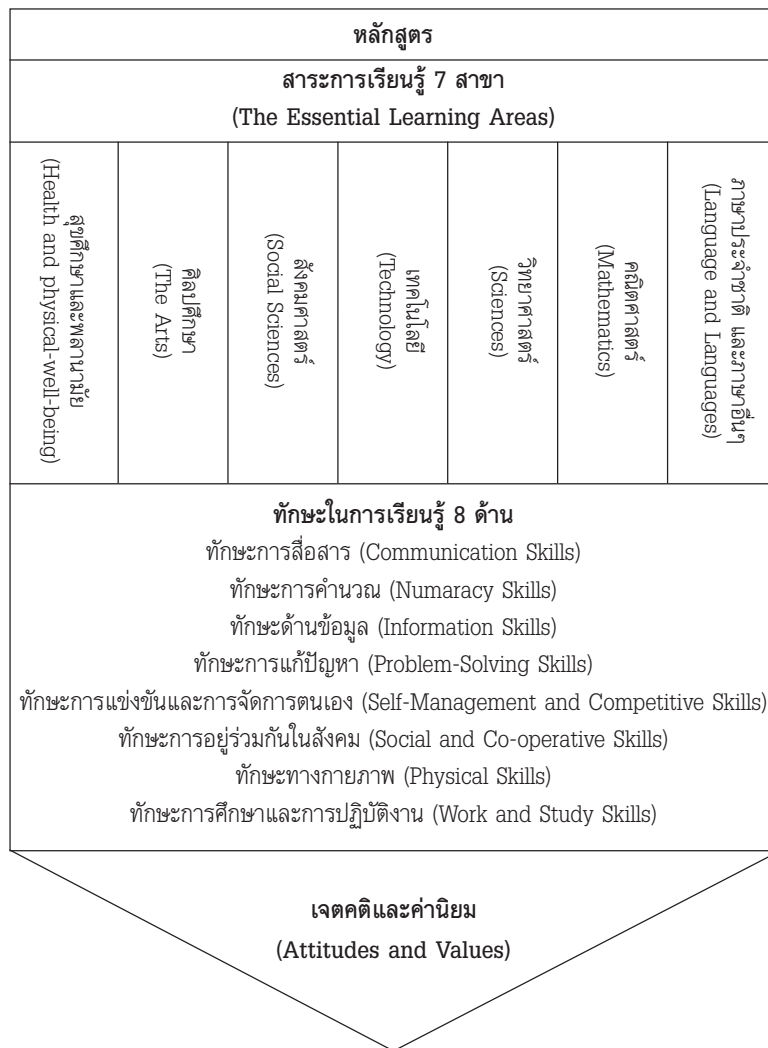 หลักสูตร
สาระการเรียนรู้ 7 สาขา
(The Essential Learning Areas)
สุขศึกษาและพลานามัย
(Health and physical-well-being)
ศิลปศึกษา
(The Arts)
สังคมศาสตร์
(Social Sciences)
เทคโนโลยี
(Technology)
วิทยาศาสตร์
(Sciences)
คณิตศาสตร์
(Mathematics)
ภาษาประจำชาติ และภาษาอื่นๆ
(Language and Languages)
ทักษะในการเรียนรู้ 8 ด้าน
ทักษะการสื่อสาร (Communication Skills)
ทักษะการคำนวณ (Numaracy Skills)
ทักษะด้านข้อมูล (Information Skills)
ทักษะการแก้ปัญหา (Problem-Solving Skills)
ทักษะการแข่งขันและการจัดการตนเอง (Self-Management and Competitive Skills)
ทักษะการอยู่ร่วมกันในสังคม (Social and Co-operative Skills)
ทักษะทางกายภาพ (Physical Skills)
ทักษะการศึกษาและการปฏิบัติงาน (Work and Study Skills)
เจตคติและค่านิยม
(Attitudes and Values)